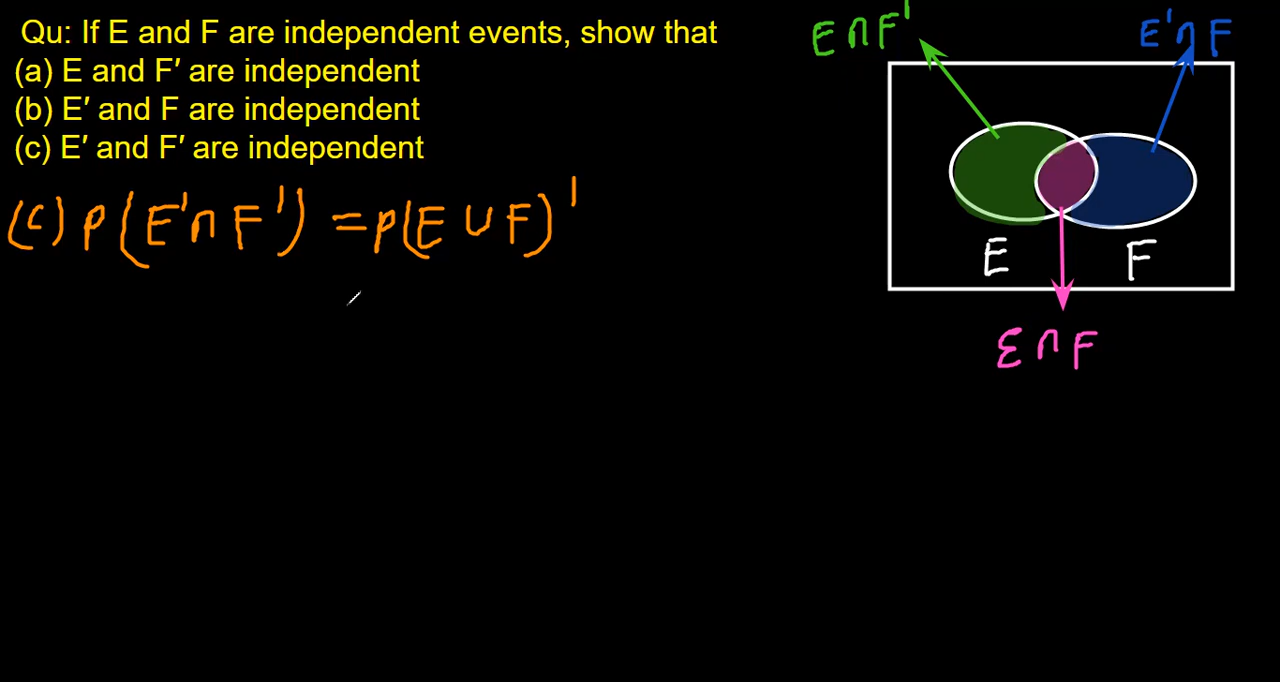 Qu: If E and F are independent events, show that
(a) E and F′ are independent
(b) E′ and F are independent
(c) E′ and F′ are independent
(c) P(E'∩F') = P(E ∪ F)'
E ∩ F'
E' ∩ F
E
F
E ∩ F